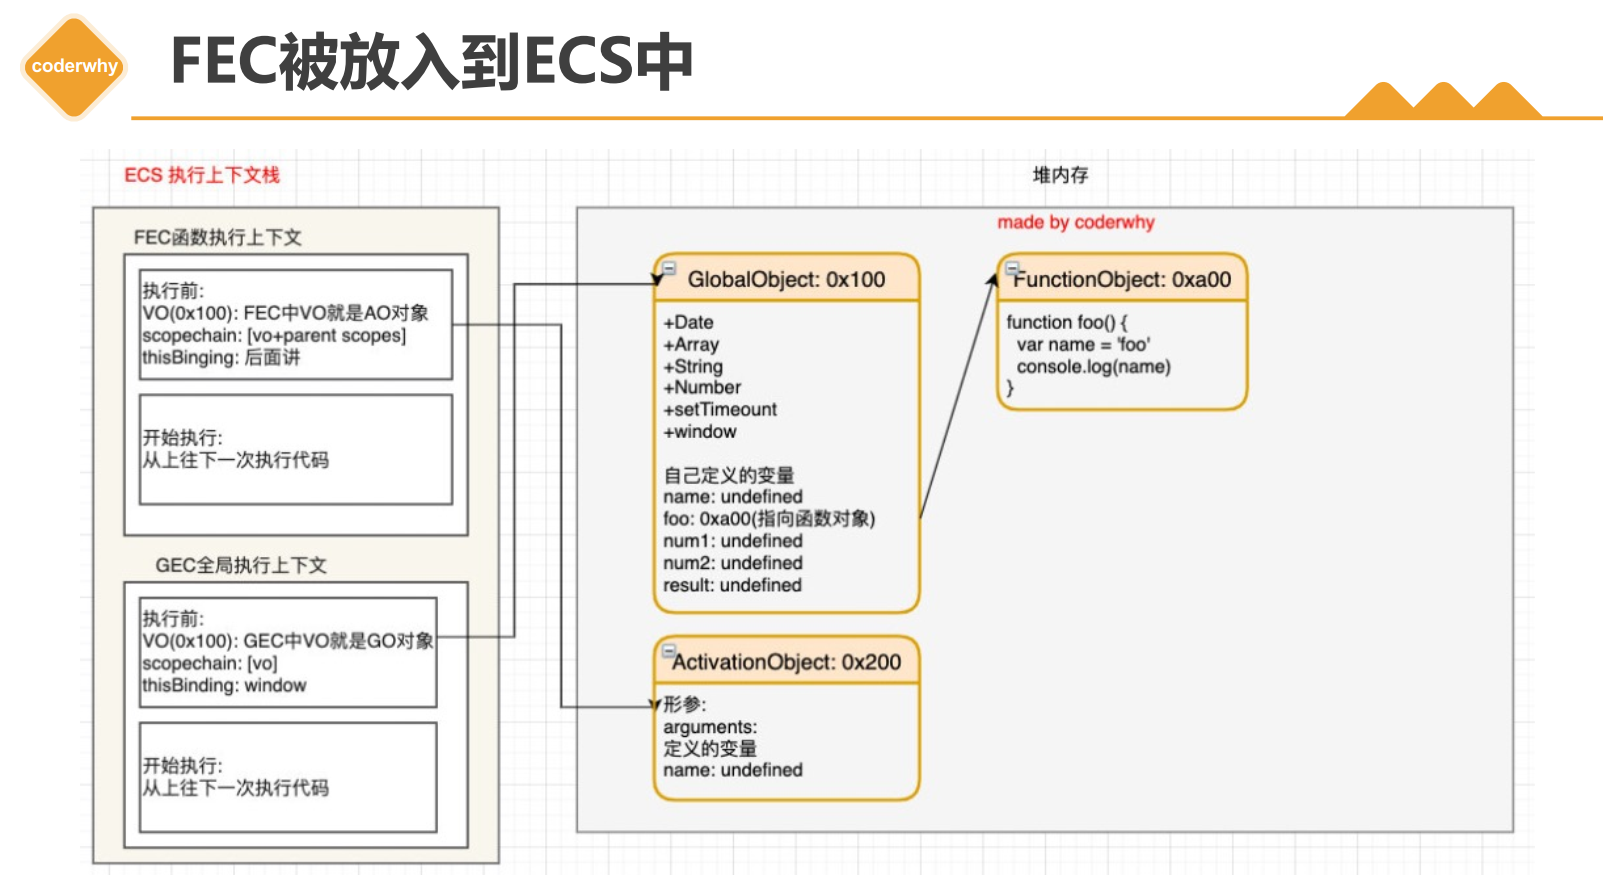 coderwhy
FEC被放入到ECS中
ECS 执行上下文栈
FEC函数执行上下文
执行前:
VO(0x100): FEC中VO就是AO对象
scopechain: [vo+parent scopes]
thisBinging: 后面讲
开始执行:
从上往下一次执行代码
GEC全局执行上下文
执行前:
VO(0x100): GEC中VO就是GO对象
scopechain: [vo]
thisBinding: window
开始执行:
从上往下一次执行代码
堆内存
made by coderwhy
GlobalObject: 0x100
+Date
+Array
+String
+Number
+setTimeount
+window
自己定义的变量
name: undefined
foo: 0xa00(指向函数对象)
num1: undefined
num2: undefined
result: undefined
ActivationObject: 0x200
形参:
arguments:
定义的变量
name: undefined
FunctionObject: 0xa00
function foo() {
var name = 'foo'
console.log(name)
}